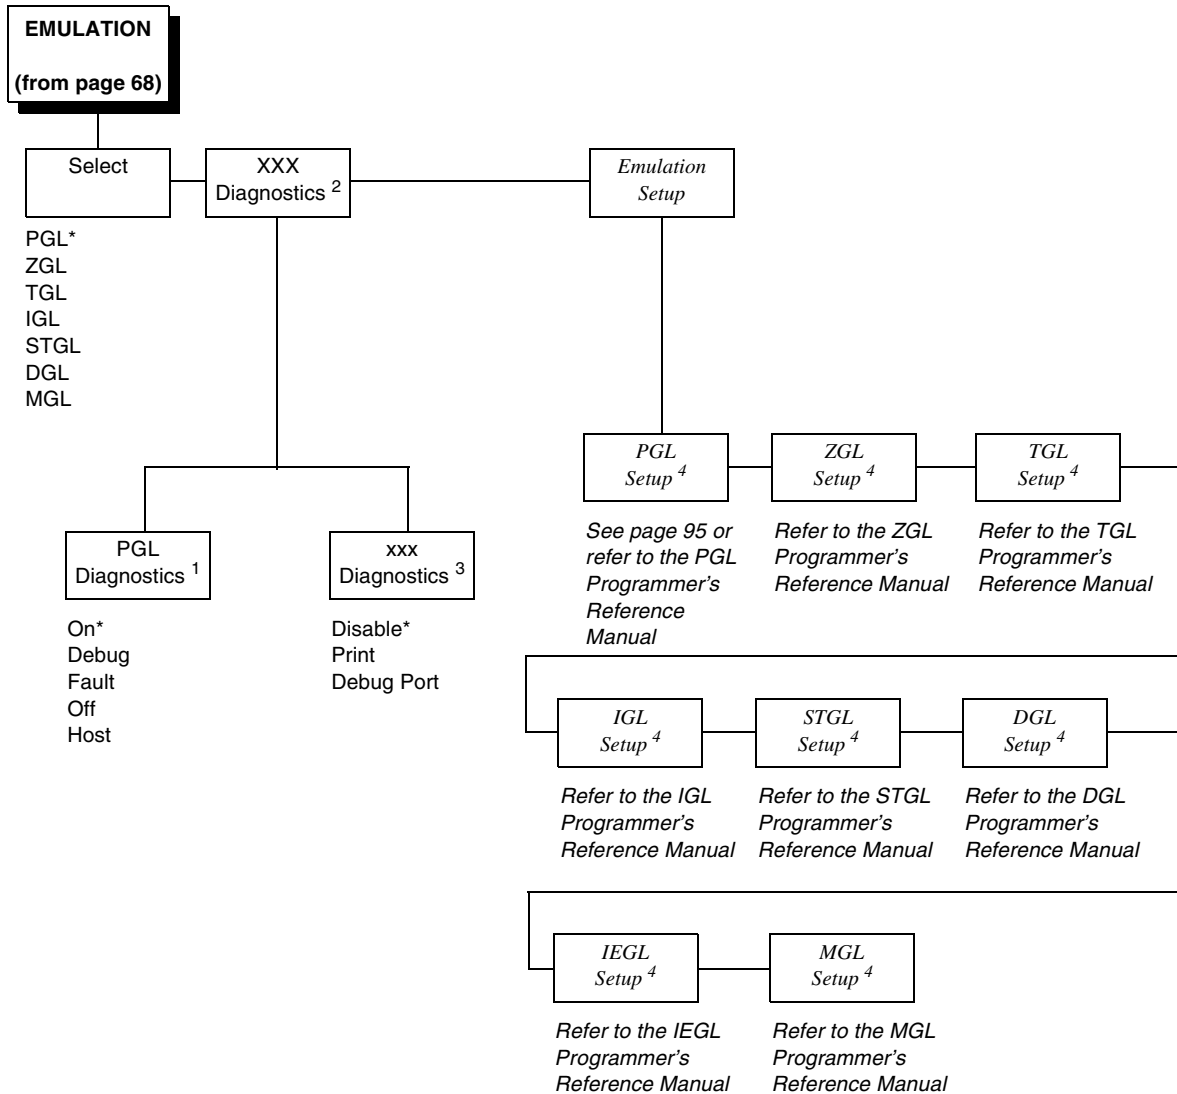 EMULATION
(from page 68)
Select
XXX
Diagnostics 2
Emulation
Setup
PGL*
ZGL
TGL
IGL
STGL
DGL
MGL
PGL
Diagnostics 1
On*
Debug
Fault
Off
Host
xxx
Diagnostics 3
Disable*
Print
Debug Port
PGL
Setup 4
See page 95 or
refer to the PGL
Programmer's
Reference
Manual
ZGL
Setup 4
Refer to the ZGL
Programmer's
Reference Manual
TGL
Setup 4
Refer to the TGL
Programmer's
Reference Manual
IGL
Setup 4
Refer to the IGL
Programmer's
Reference Manual
STGL
Setup 4
Refer to the STGL
Programmer's
Reference Manual
DGL
Setup 4
Refer to the DGL
Programmer's
Reference Manual
IEGL
Setup 4
Refer to the IEGL
Programmer's
Reference Manual
MGL
Setup 4
Refer to the MGL
Programmer's
Reference Manual